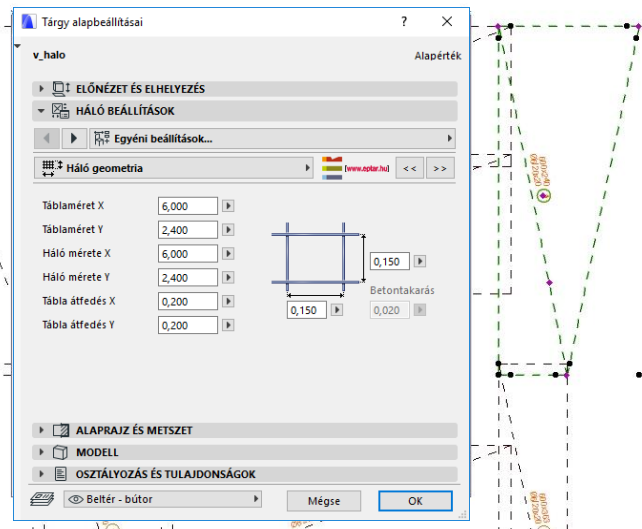 Tárgy alapbeállításai
?
v_halo
Alapérték
ELŐNÉZET ÉS ELHELYEZÉS
HÁLÓ BEÁLLÍTÁSOK
Egyéni beállítások...
Háló geometria
[www.eptar.hu]
<<
>>
Táblaméret X
6,000
Táblaméret Y
2,400
Háló mérete X
6,000
Háló mérete Y
2,400
Tábla átfedés X
0,200
Tábla átfedés Y
0,200
0,150
Betontakarás
0,150
0,020
ALAPRAJZ ÉS METSZET
MODELL
OSZTÁLYOZÁS ÉS TULAJDONSÁGOK
Beltér - bútor
Mégse
OK